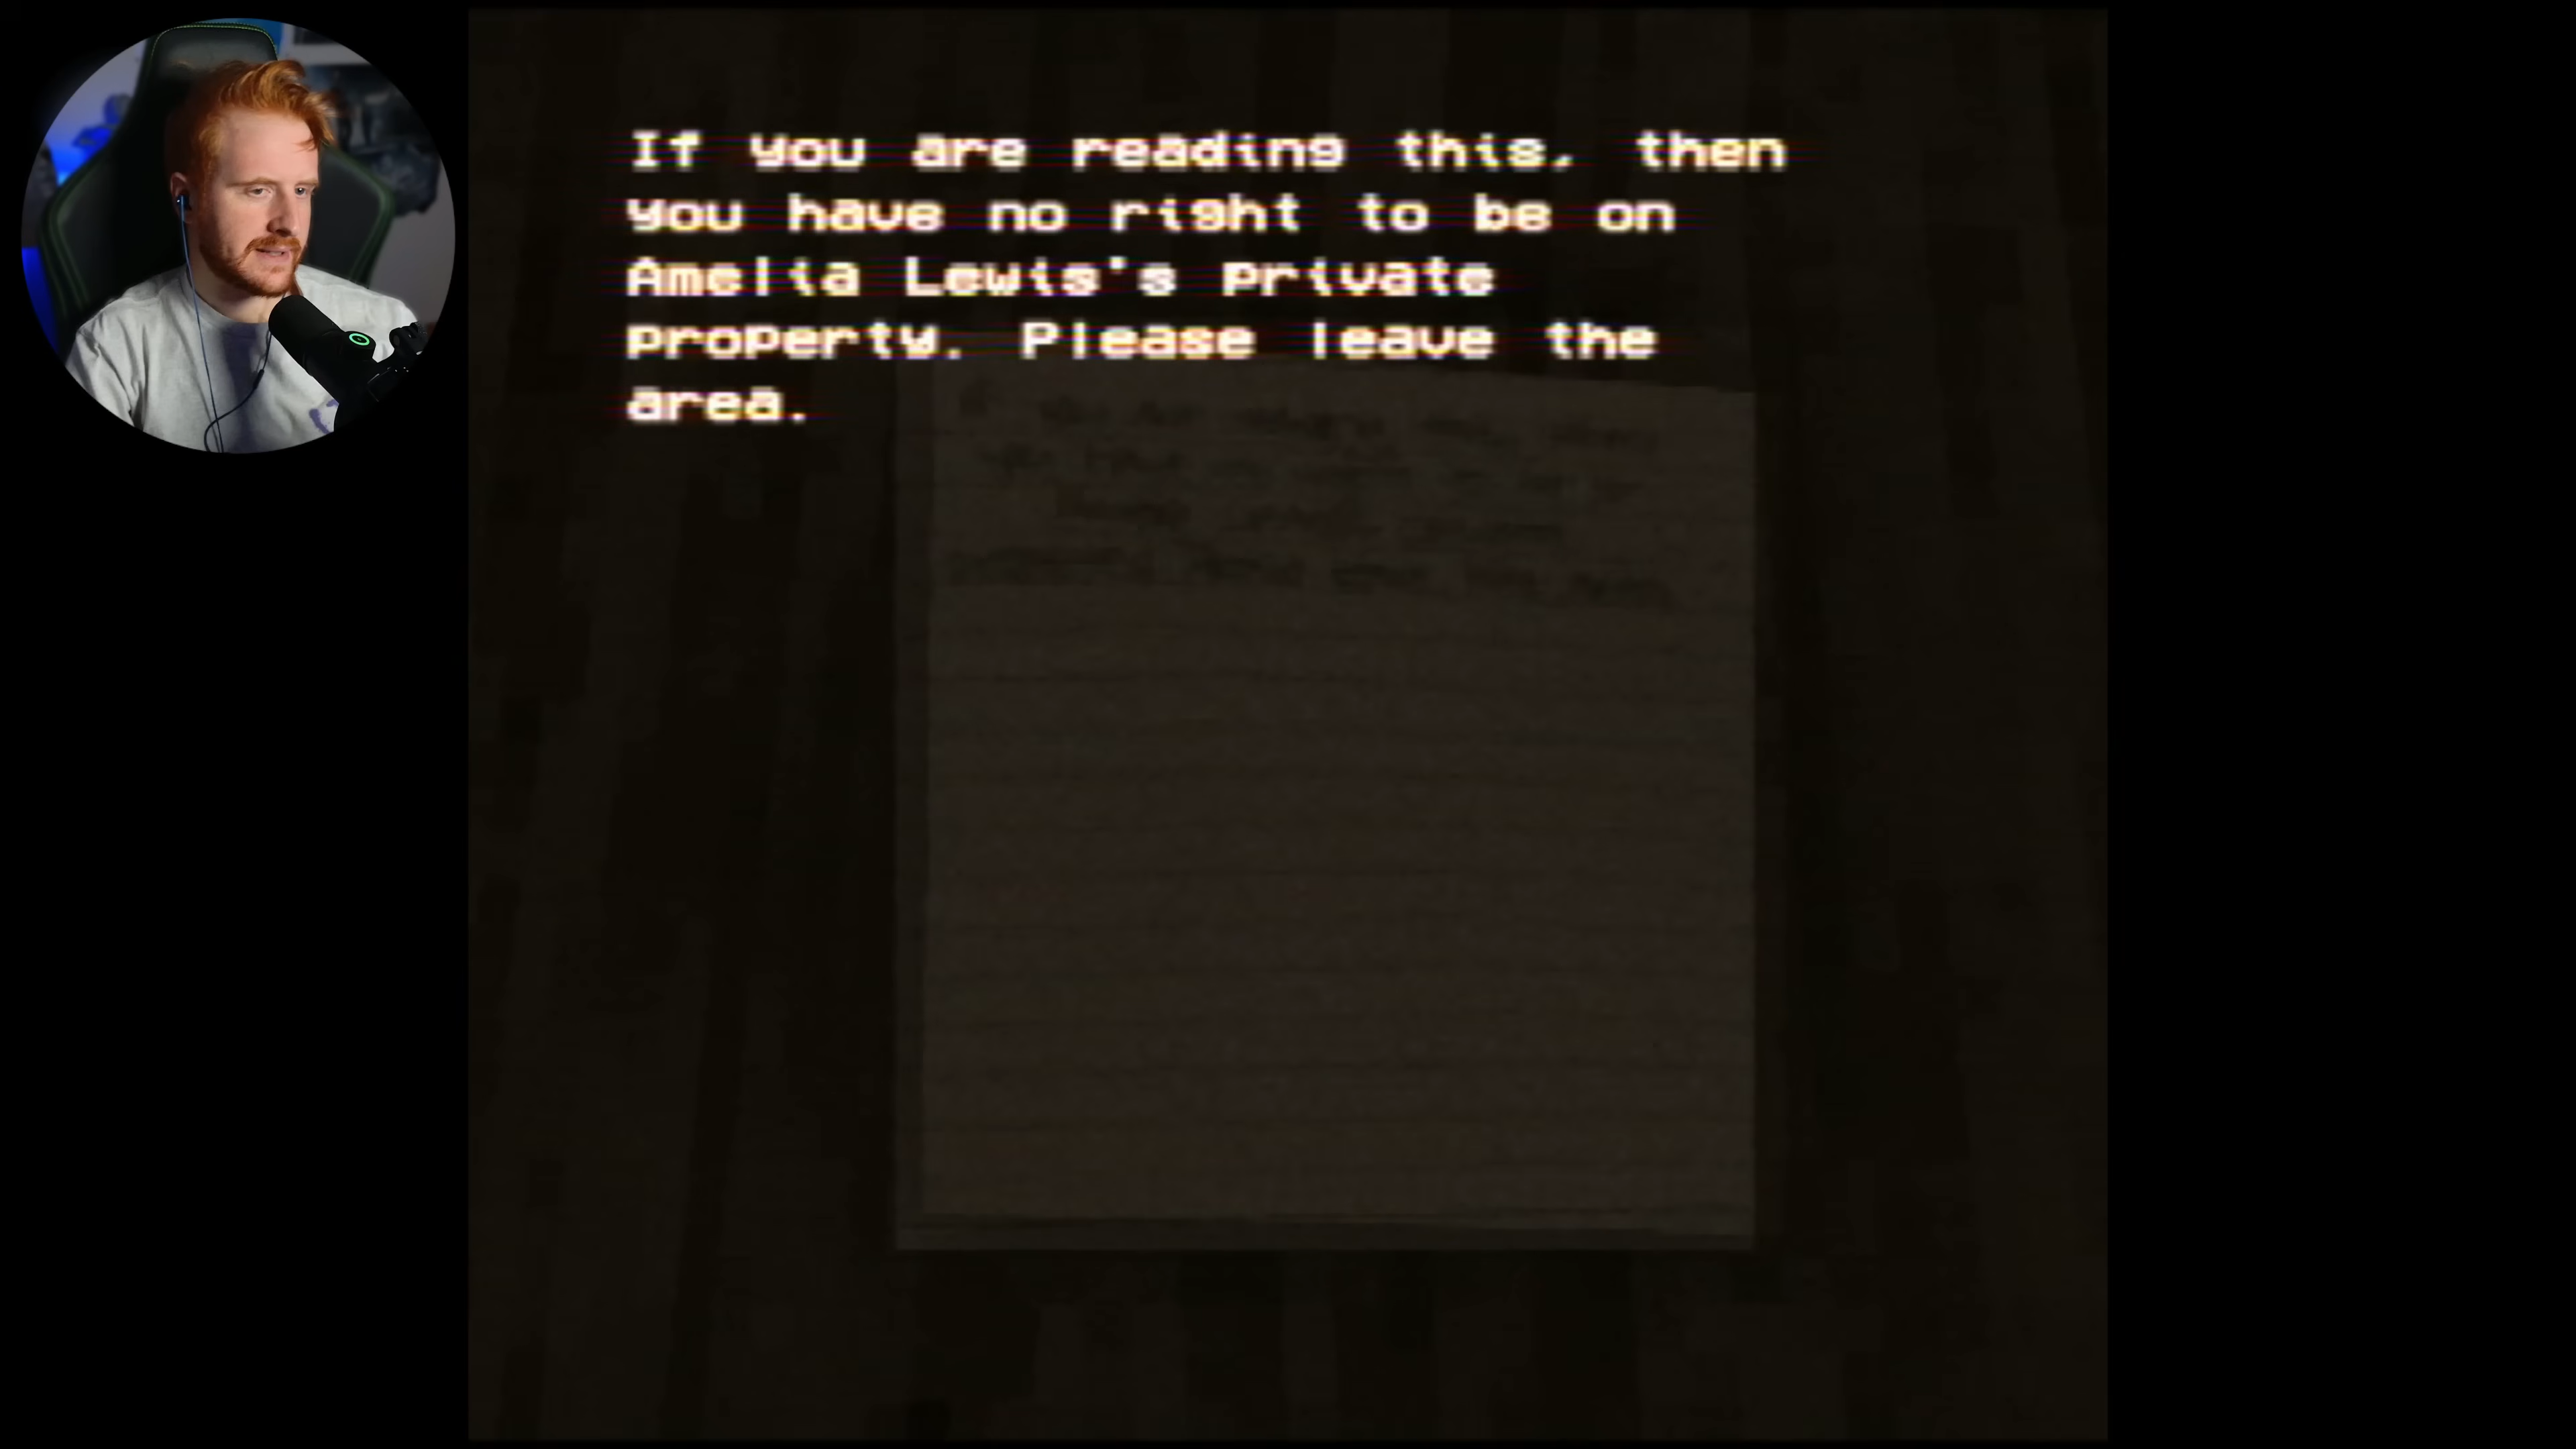 If you are reading this, then
you have no right to be on
Amelia Lewis's private
property. Please leave the
area.